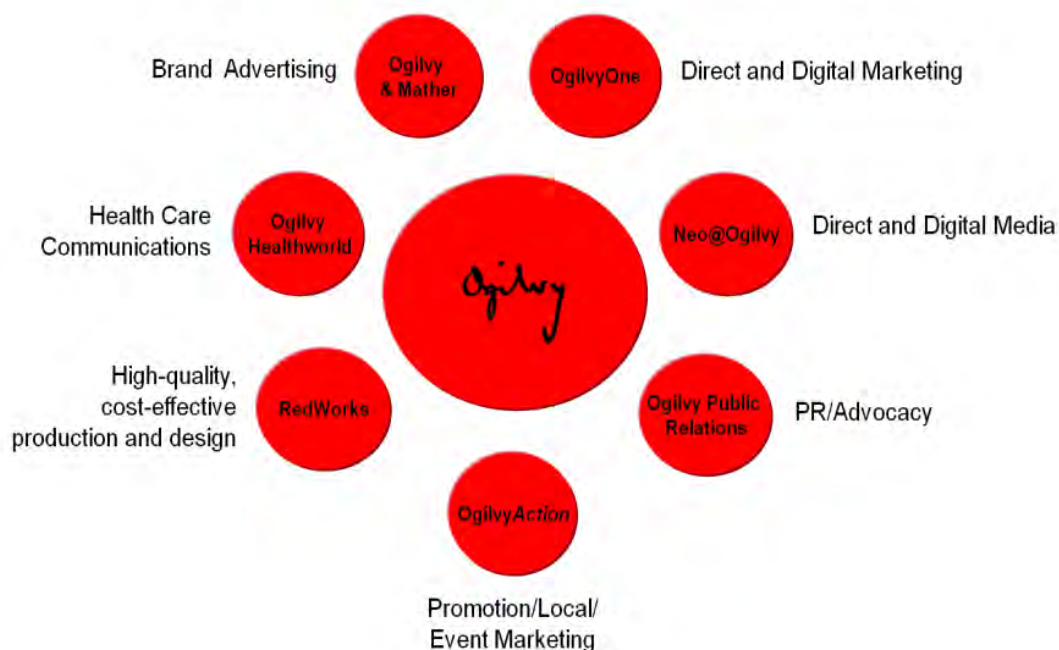 Brand Advertising
Ogilvy
& Mather
OgilvyOne
Direct and Digital Marketing
Health Care
Communications
Ogilvy
Healthworld
Neo@Ogilvy
Direct and Digital Media
Ogilvy
High-quality,
cost-effective
production and design
RedWorks
Ogilvy Public
Relations
PR/Advocacy
OgilvyAction
Promotion/Local/
Event Marketing